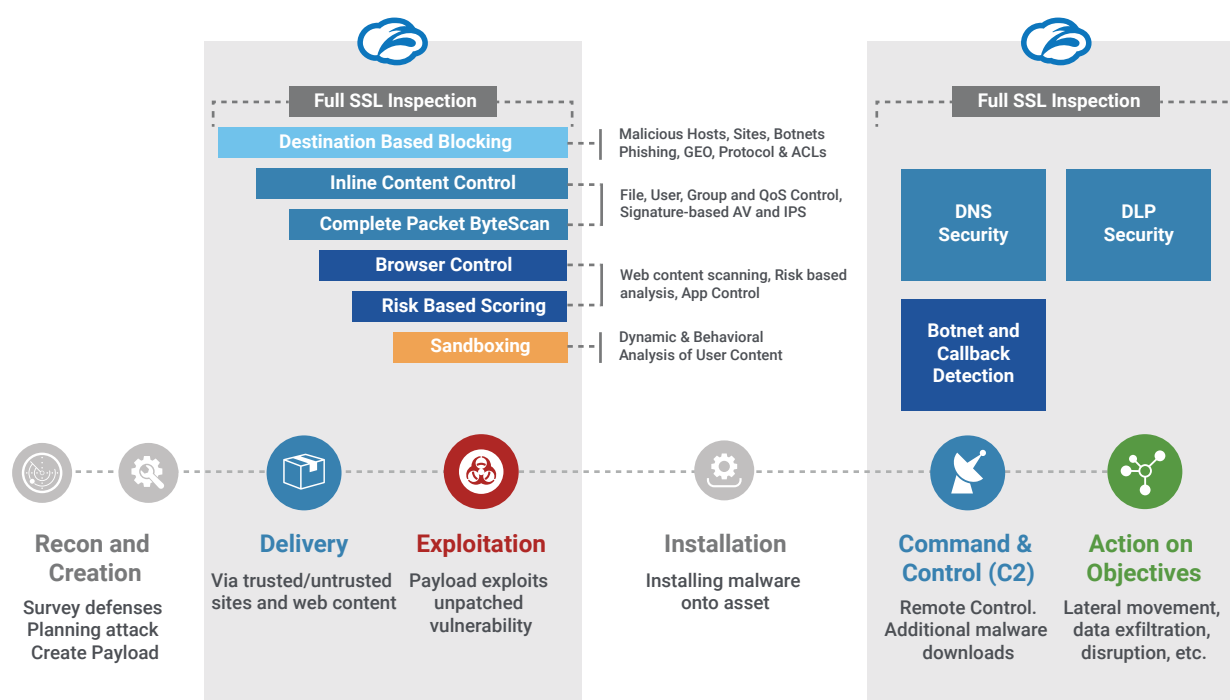 Full SSL Inspection
Destination Based Blocking
Inline Content Control
Complete Packet ByteScan
Browser Control
Risk Based Scoring
Sandboxing
Malicious Hosts, Sites, Botnets
Phishing, GEO, Protocol & ACLs
File, User, Group and QoS Control,
Signature-based AV and IPS
Web content scanning, Risk based
analysis, App Control
Dynamic & Behavioral
Analysis of User Content
Full SSL Inspection
DNS
Security
DLP
Security
Botnet and
Callback
Detection
Recon and
Creation
Survey defenses
Planning attack
Create Payload
Delivery
Via trusted/untrusted
sites and web content
Exploitation
Payload exploits
unpatched
vulnerability
Installation
Installing malware
onto asset
Command &
Control (C2)
Remote Control.
Additional malware
downloads
Action on
Objectives
Lateral movement,
data exfiltration,
disruption, etc.